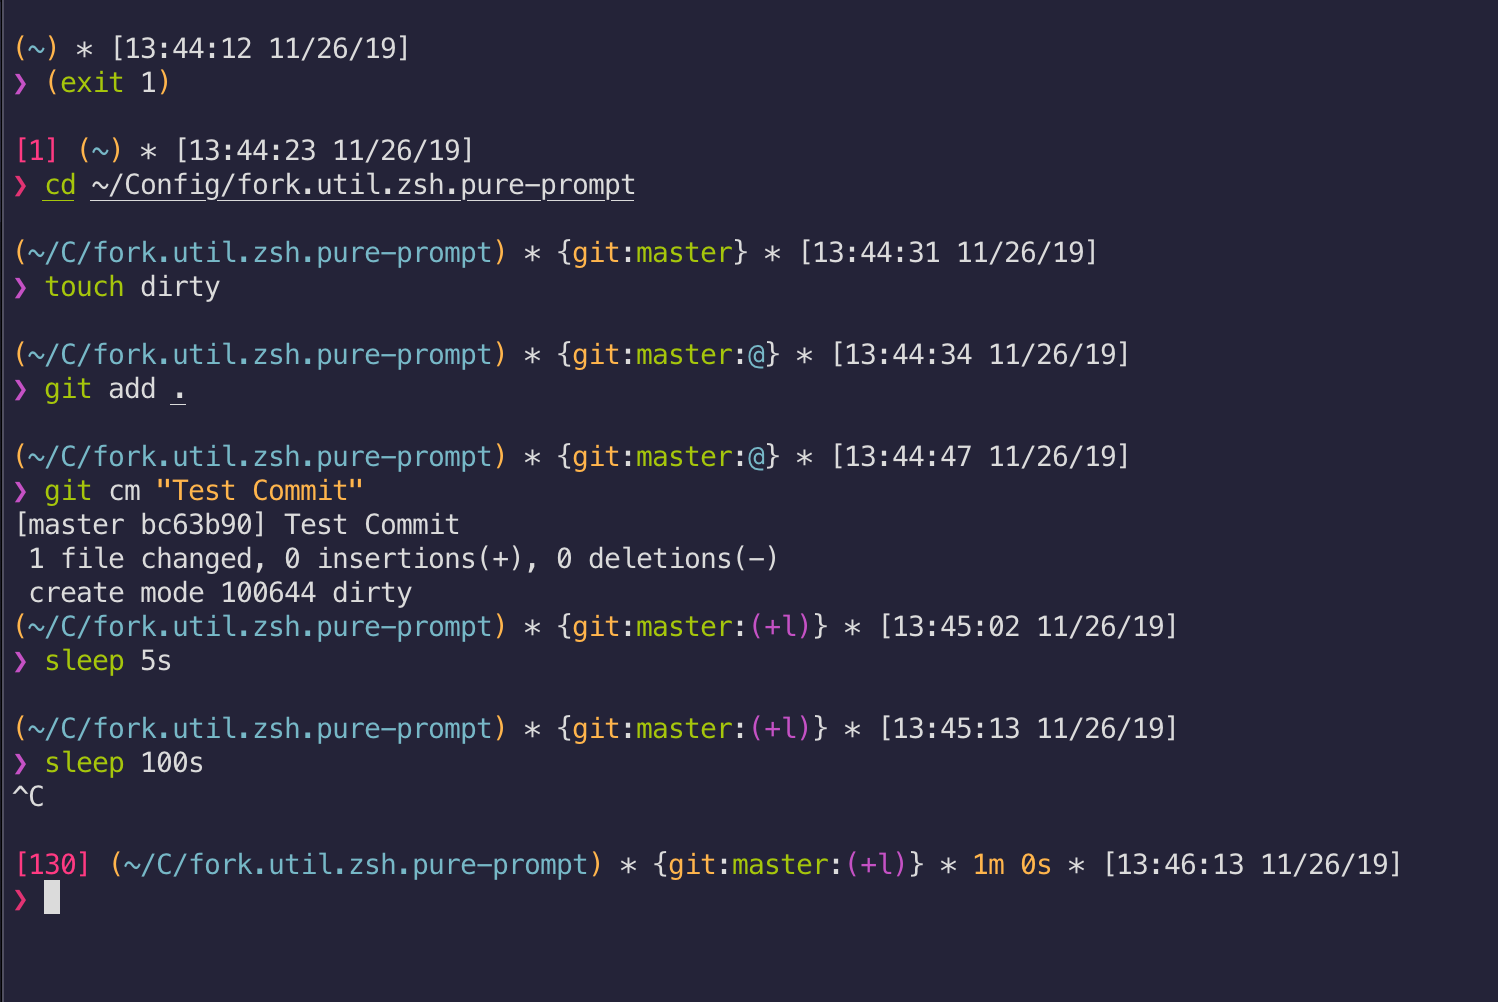 (~) * [13:44:12 11/26/19]
❯ (exit 1)
[1] (~) * [13:44:23 11/26/19]
❯ cd ~/Config/fork.util.zsh.pure-prompt
(~/C/fork.util.zsh.pure-prompt) * {git:master} * [13:44:31 11/26/19]
❯ touch dirty
(~/C/fork.util.zsh.pure-prompt) * {git:master:@} * [13:44:34 11/26/19]
❯ git add .
(~/C/fork.util.zsh.pure-prompt) * {git:master:@} * [13:44:47 11/26/19]
❯ git cm "Test Commit"
[master bc63b90] Test Commit
 1 file changed, 0 insertions(+), 0 deletions(-)
 create mode 100644 dirty
(~/C/fork.util.zsh.pure-prompt) * {git:master:(+l)} * [13:45:02 11/26/19]
❯ sleep 5s
(~/C/fork.util.zsh.pure-prompt) * {git:master:(+l)} * [13:45:13 11/26/19]
❯ sleep 100s
^C
[130] (~/C/fork.util.zsh.pure-prompt) * {git:master:(+l)} * 1m 0s * [13:46:13 11/26/19]
❯